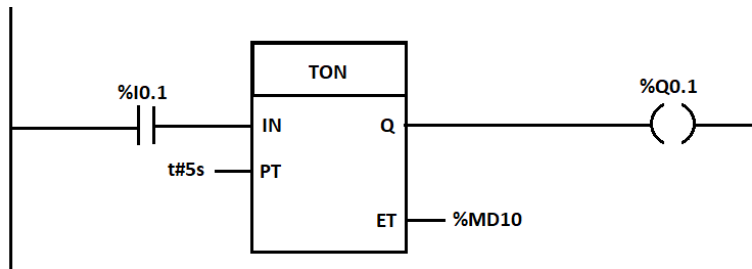 TON
%I0.1
%Q0.1
IN
Q
t#5s
PT
ET
%MD10